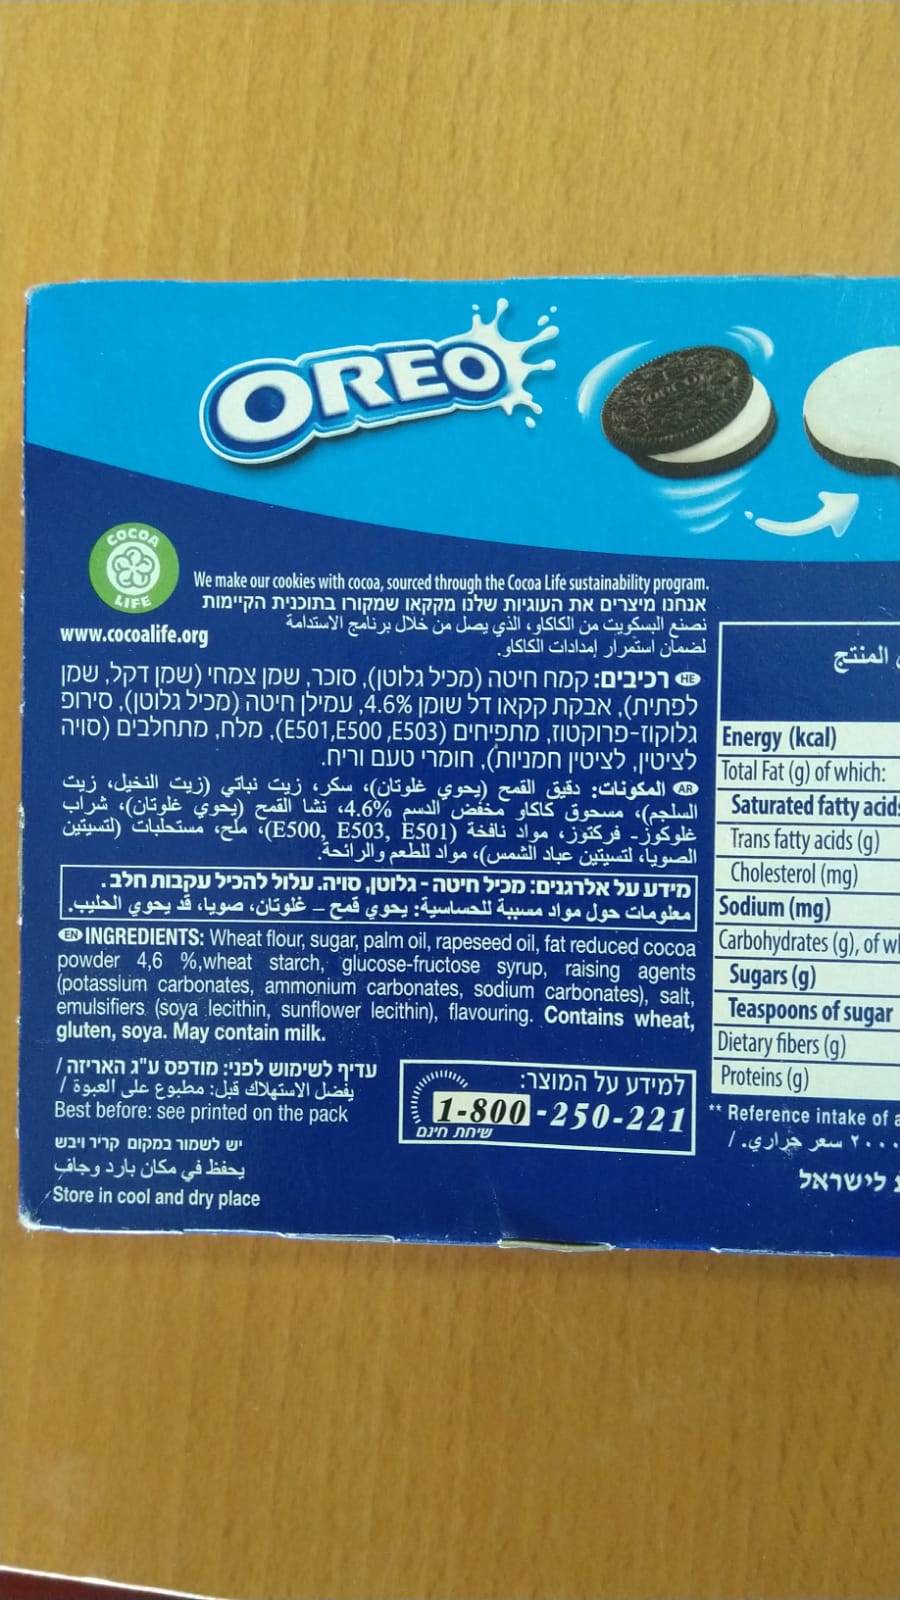 OREO
COCOA
LIFE
www.cocoalife.org
We make our cookies with cocoa, sourced through the Cocoa Life sustainability program.
אנחנו מיצרים את העוגיות שלנו מקקאו שמקורו בתוכנית הקיימות
نصنع البسكويت من الكاكاو، الذي يصل من خلال برنامج الاستدامة
لضمان استمرار إمدادات الكاكاو.
HE רכיבים: קמח חיטה (מכיל גלוטן), סוכר, שמן צמחי (שמן דקל, שמן
לפתית), אבקת קקאו דל שומן 4.6%, עמילן חיטה (מכיל גלוטן), סירופ
גלוקוז-פרוקטוז, מתפיחים (E501,E500 ,E503), מלח, מתחלבים (סויה
לציטין, לציטין חמניות), חומרי טעם וריח.
AR المكونات: دقيق القمح (يحوي غلوتان)، سكر، زيت نباتي (زيت النخيل، زيت
السلجم)، مسحوق كاكاو مخفض الدسم 4.6%، نشا القمح (يحوي غلوتان)، شراب
غلوكوز- فركتوز، مواد نافخة (E500, E503, E501)، ملح، مستحلبات (لتسيتين
الصويا، لتسيتين عباد الشمس)، مواد للطعم والرائحة.
מידע על אלרגנים: מכיל חיטה - גלוטן, סויה. עלול להכיל עקבות חלב.
معلومات حول مواد مسببة للحساسية: يحوي قمح – غلوتان، صويا، قد يحوي الحليب.
EN INGREDIENTS: Wheat flour, sugar, palm oil, rapeseed oil, fat reduced cocoa
powder 4,6 %,wheat starch, glucose-fructose syrup, raising agents
(potassium carbonates, ammonium carbonates, sodium carbonates), salt,
emulsifiers (soya lecithin, sunflower lecithin), flavouring. Contains wheat,
gluten, soya. May contain milk.
עדיף לשימוש לפני: מודפס ע"ג האריזה /
يفضل الاستهلاك قبل: مطبوع على العبوة /
Best before: see printed on the pack
יש לשמור במקום קריר ויבש
يحفظ في مكان بارد وجاف
Store in cool and dry place
למידע על המוצר:
1-800-250-221
שיחת חינם
المنتج
Energy (kcal)
Total Fat (g) of which:
Saturated fatty acids
Trans fatty acids (g)
Cholesterol (mg)
Sodium (mg)
Carbohydrates (g), of
Sugars (g)
Teaspoons of sugar
Dietary fibers (g)
Proteins (g)
** Reference intake of
٢٠٠٠ سعر حراري. /
לישראל